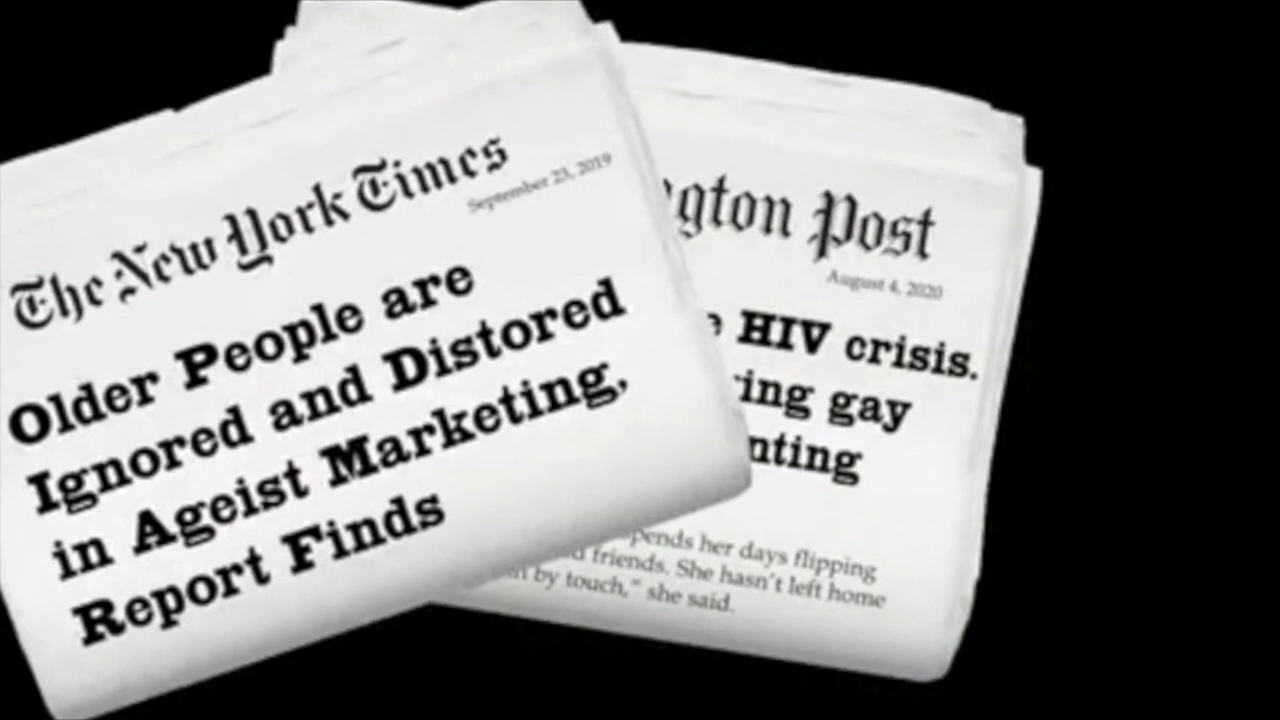 The New York Times
September 23, 2019
Older People are
Ignored and Distored
in Ageist Marketing,
Report Finds
gton Post
August 4, 2020
HIV crisis.
ing gay
nting
pends her days flipping
friends. She hasn't left home
by touch," she said.